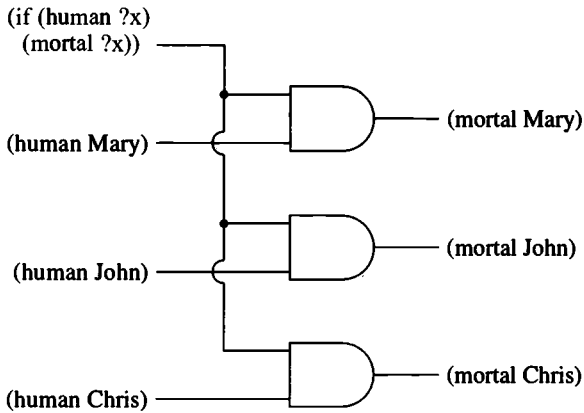 (if (human ?x)
(mortal ?x))
(human Mary)
(mortal Mary)
(human John)
(mortal John)
(human Chris)
(mortal Chris)